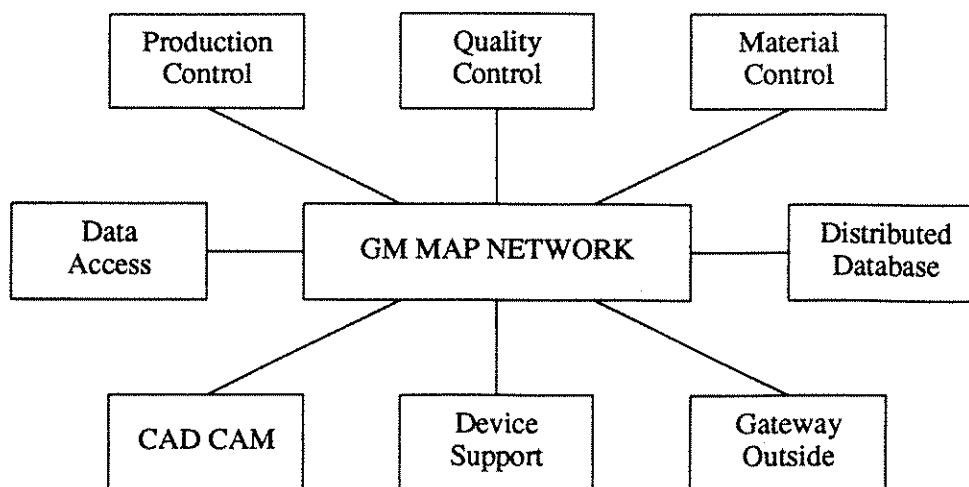 Production
Control
Quality
Control
Material
Control
Data
Access
GM MAP NETWORK
Distributed
Database
CAD CAM
Device
Support
Gateway
Outside